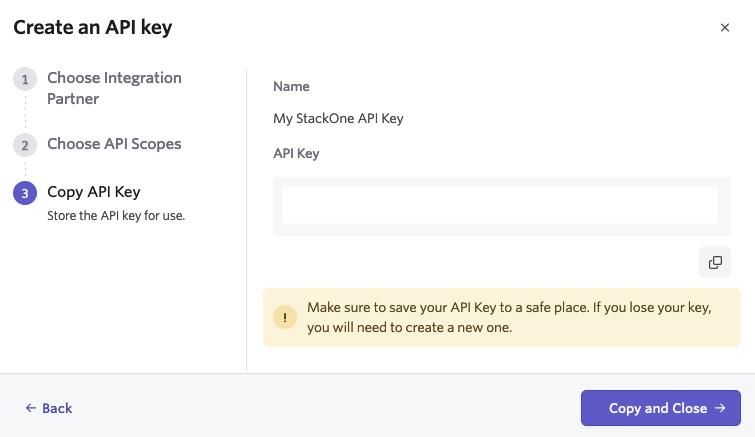 Create an API key
1
Choose Integration
Partner
2
Choose API Scopes
3
Copy API Key
Store the API key for use.
Name
My StackOne API Key
API Key
!
Make sure to save your API Key to a safe place. If you lose your key,
you will need to create a new one.
← Back
Copy and Close →